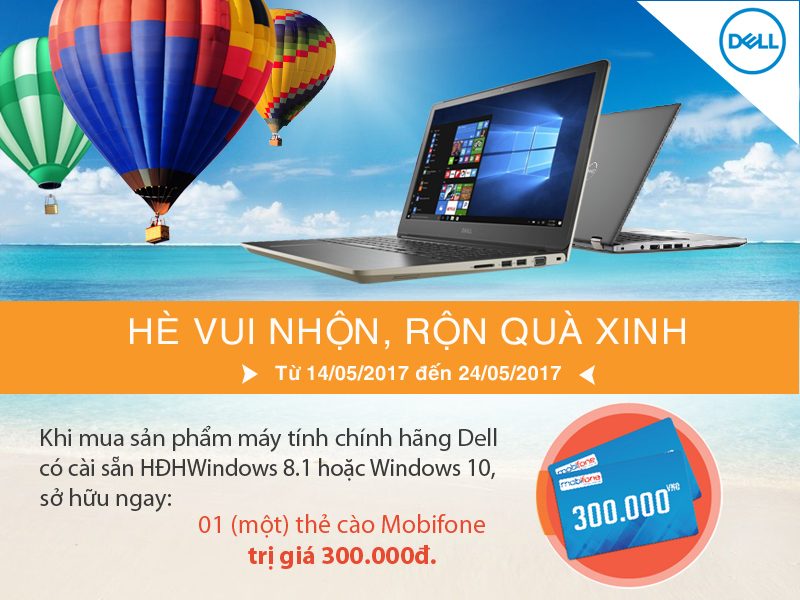 DELL
DELL
HÈ VUI NHỘN, RỘN QUÀ XINH
Từ 14/05/2017 đến 24/05/2017
Khi mua sản phẩm máy tính chính hãng Dell
có cài sẵn HĐHWindows 8.1 hoặc Windows 10,
sở hữu ngay:
01 (một) thẻ cào Mobifone
trị giá 300.000đ.
mobifone
mobifone
300.000 VNĐ